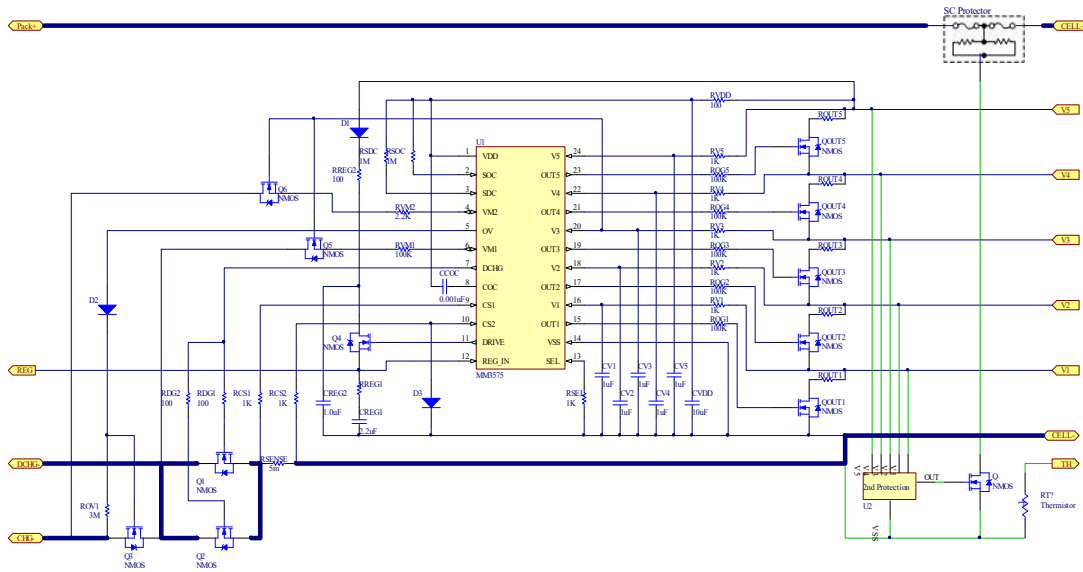 SC Protector
Pack+
CELL+
RVDD
100
V5
ROUT5
D1
U1
RSDC
1M
RSOC
1M
RREG2
100
1 VDD
2 SOC
3 SDC
4 VM2
5 OV
6 VM1
7 DCHG
8 COC
9 CS1
10 CS2
11 DRIVE
12 REG_IN
V5 24
OUT5 23
V4 22
OUT4 21
V3 20
OUT3 19
V2 18
OUT2 17
V1 16
OUT1 15
VSS 14
SEL 13
MM3575
RV5
1K
ROG5
100K
RV4
1K
ROG4
100K
RV3
1K
ROG3
100K
RV2
1K
ROG2
100K
RV1
1K
ROG1
100K
QOUT5
NMOS
V4
ROUT4
QOUT4
NMOS
V3
ROUT3
QOUT3
NMOS
V2
ROUT2
QOUT2
NMOS
V1
ROUT1
QOUT1
NMOS
Q6
NMOS
RVM2
2.2K
Q5
NMOS
RVM1
100K
CCOC
0.001uF
D2
Q4
NMOS
REG
RDG2
100
RDG1
100
RCS1
1K
RCS2
1K
CREG2
1.0uF
RREG1
100
CREG1
2.2uF
D3
RSE1
1K
CV1
1uF
CV2
1uF
CV3
1uF
CV4
1uF
CV5
1uF
CVDD
10uF
CELL-
DCHG-
RSENSE
5m
Q1
NMOS
ROV1
3M
CHG-
Q3
NMOS
Q2
NMOS
2nd Protection
U2
OUT
VSS
Q
NMOS
TH
RT?
Thermistor